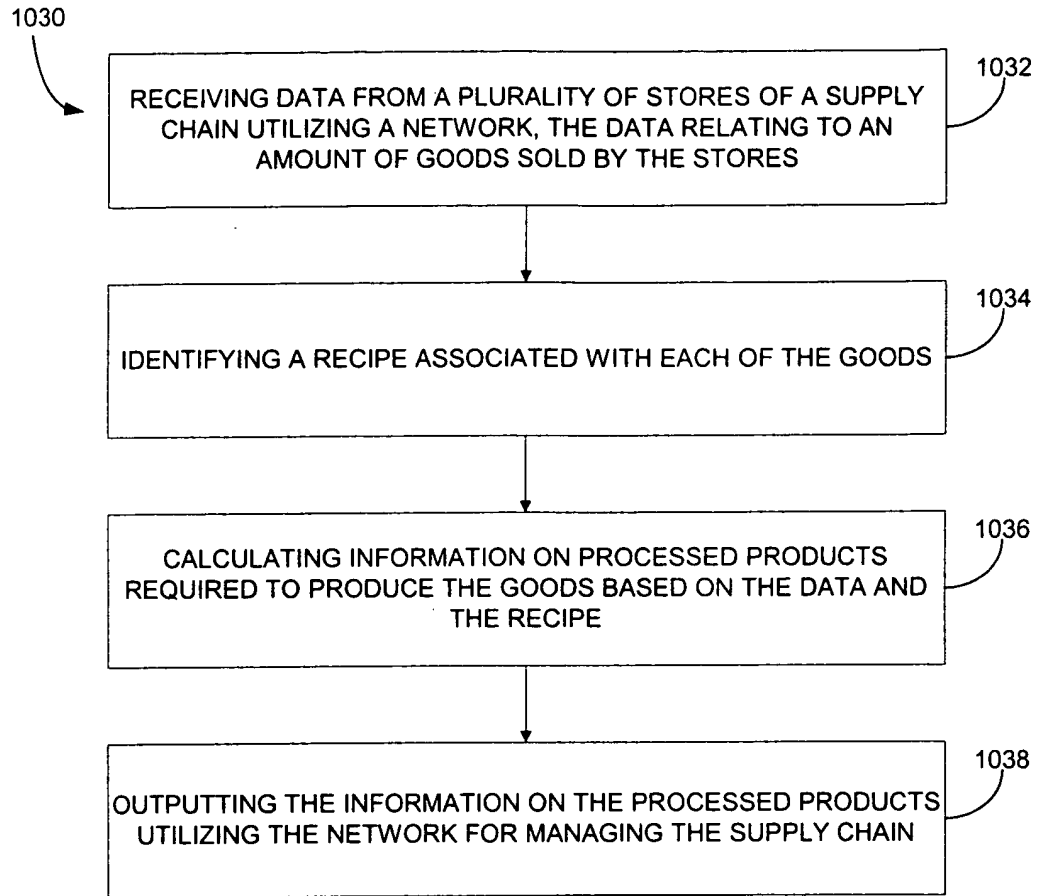 1030
1032
RECEIVING DATA FROM A PLURALITY OF STORES OF A SUPPLY
CHAIN UTILIZING A NETWORK, THE DATA RELATING TO AN
AMOUNT OF GOODS SOLD BY THE STORES
1034
IDENTIFYING A RECIPE ASSOCIATED WITH EACH OF THE GOODS
1036
CALCULATING INFORMATION ON PROCESSED PRODUCTS
REQUIRED TO PRODUCE THE GOODS BASED ON THE DATA AND
THE RECIPE
1038
OUTPUTTING THE INFORMATION ON THE PROCESSED PRODUCTS
UTILIZING THE NETWORK FOR MANAGING THE SUPPLY CHAIN